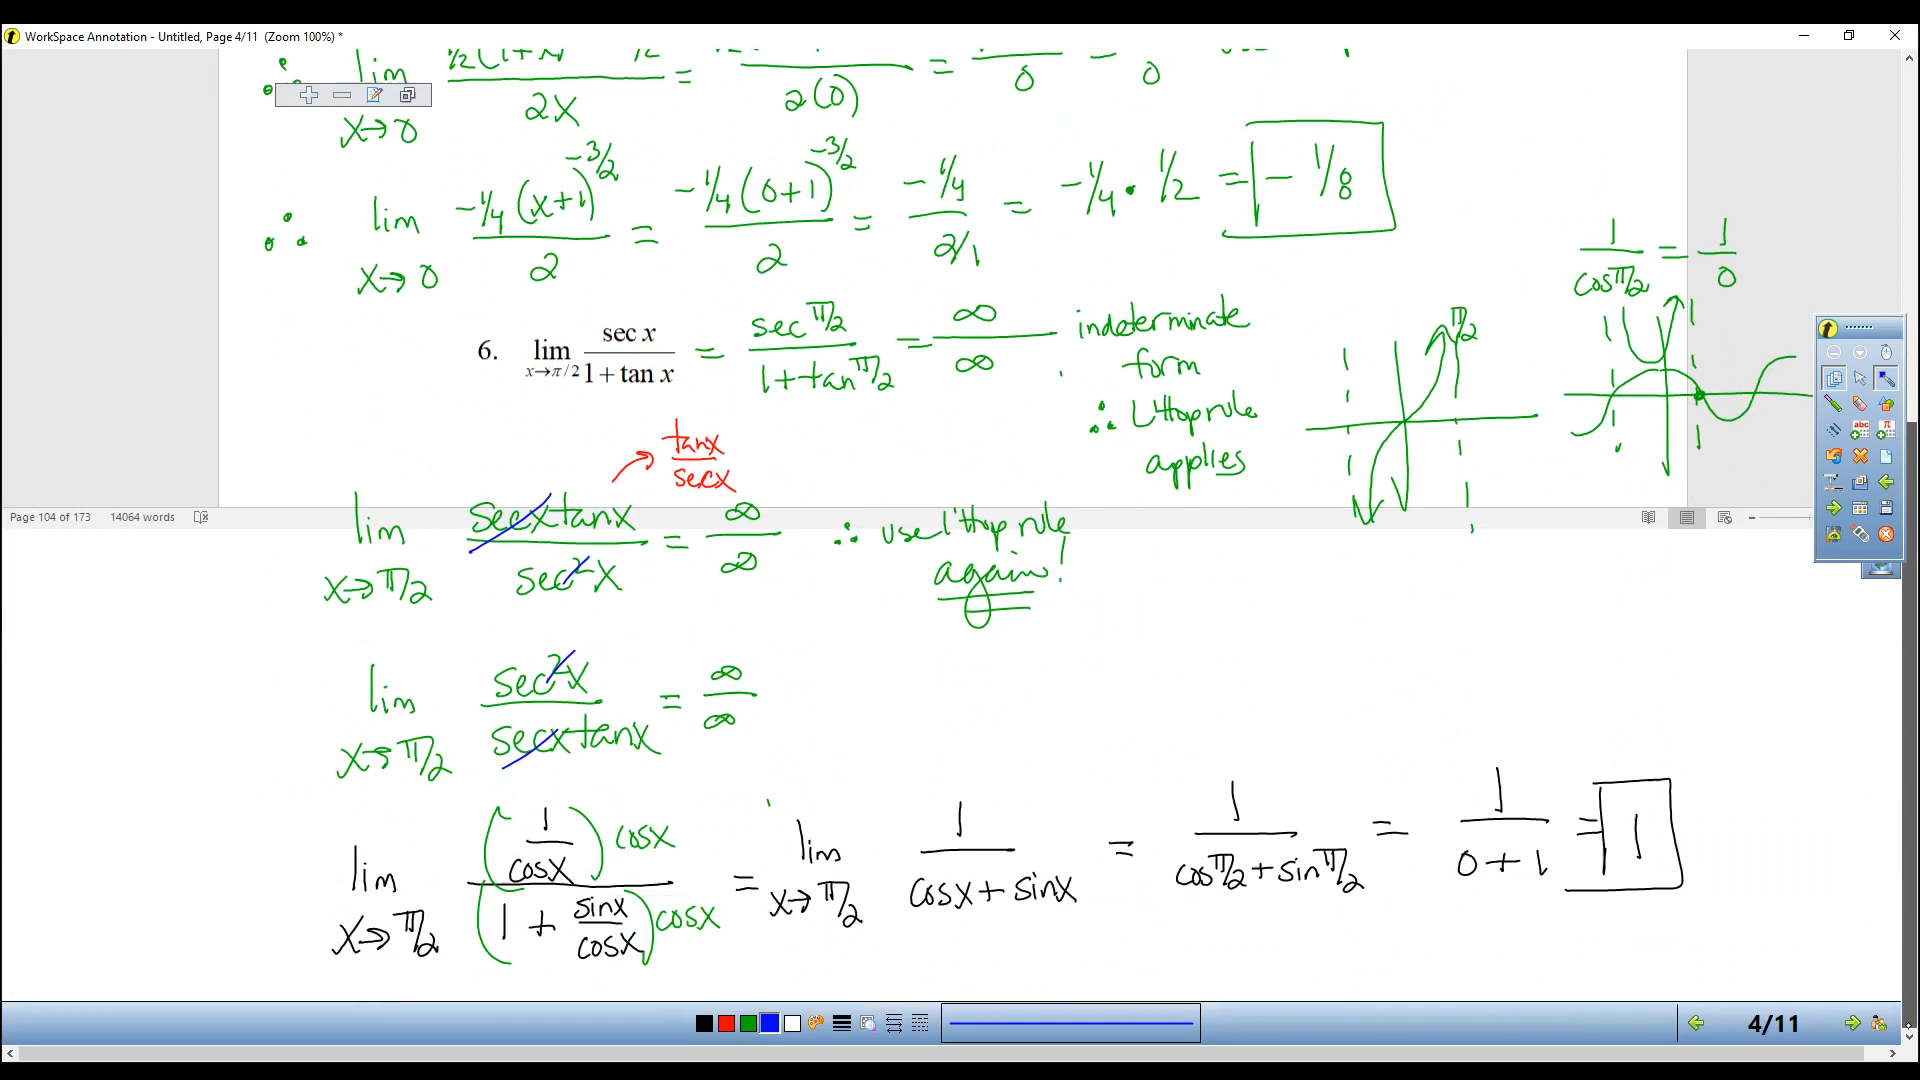 WorkSpace Annotation - Untitled, Page 4/11 (Zoom 100%) *
∴ lim x→0 / 2x = / 2(0) = / 0 = / 0
∴ lim x→0 -1/4 (x+1)^-3/2 / 2 = -1/4 (0+1)^-3/2 / 2 = -1/4 / 2/1 = -1/4 • 1/2 = -1/8
1 / cos π/2 = 1 / 0
6. lim x→π/2 sec x / 1 + tan x = sec π/2 / 1 + tan π/2 = ∞ / ∞ indeterminate form
∴ L'Hop rule applies
π/2
tanx / secx
Page 104 of 173 14064 words
lim x→π/2 secxtanx / sec²x = ∞ / ∞ ∴ use L'Hop rule again!
lim x→π/2 sec²x / secxtanx = ∞ / ∞
lim x→π/2 (1 / cosx) cosx / (1 + sinx / cosx) cosx = lim x→π/2 1 / cosx + sinx = 1 / cos π/2 + sin π/2 = 1 / 0 + 1 = 1
abc
π
4/11